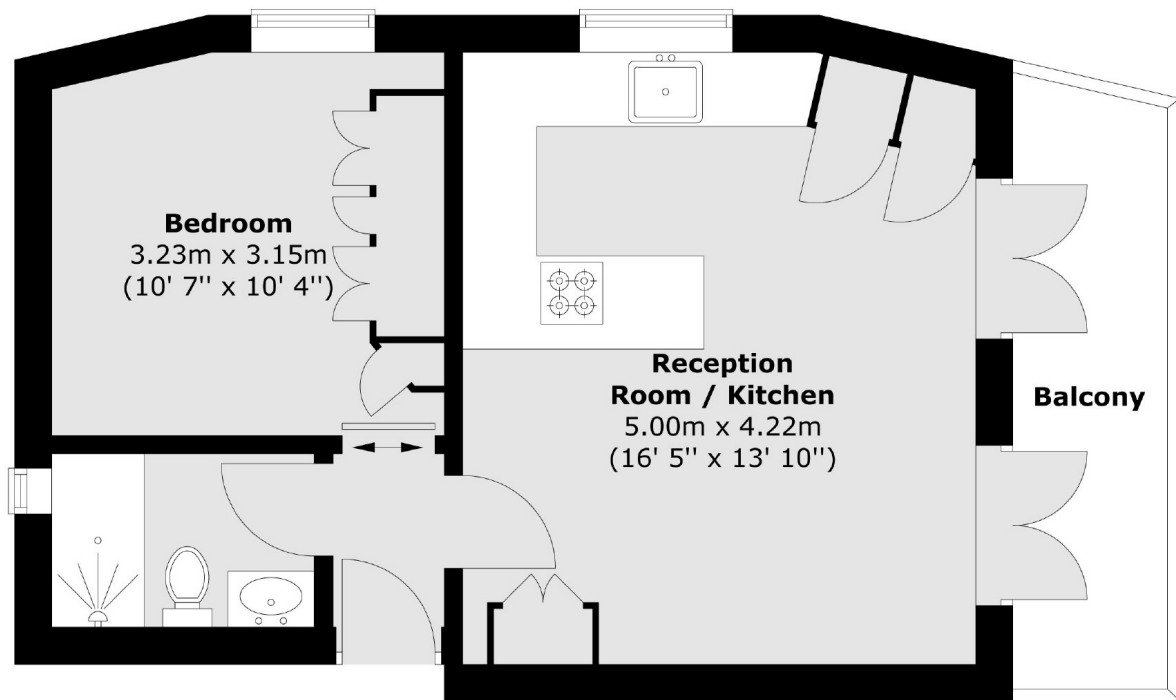 Bedroom
3.23m x 3.15m
(10' 7'' x 10' 4'')
Reception
Room / Kitchen
5.00m x 4.22m
(16' 5'' x 13' 10'')
Balcony